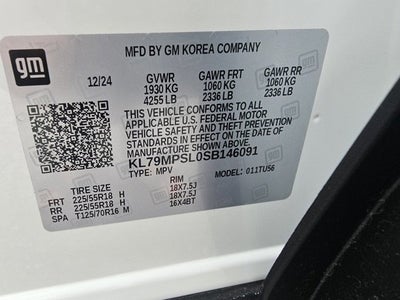 gm
MFD BY GM KOREA COMPANY
12/24 GVWR GAWR FRT GAWR RR
1930 KG 1060 KG 1060 KG
4255 LB 2336 LB 2336 LB
THIS VEHICLE CONFORMS TO ALL
APPLICABLE U.S. FEDERAL MOTOR
VEHICLE SAFETY AND THEFT PREVENTION
STANDARDS IN EFFECT ON THE DATE OF
MANUFACTURE SHOWN ABOVE.
KL79MPSL0SB146091
TYPE: MPV MODEL: 011TU56
TIRE SIZE RIM
FRT 225/55R18 H 18X7.5J
RR 225/55R18 H 18X7.5J
SPA T125/70R16 M 16X4BT